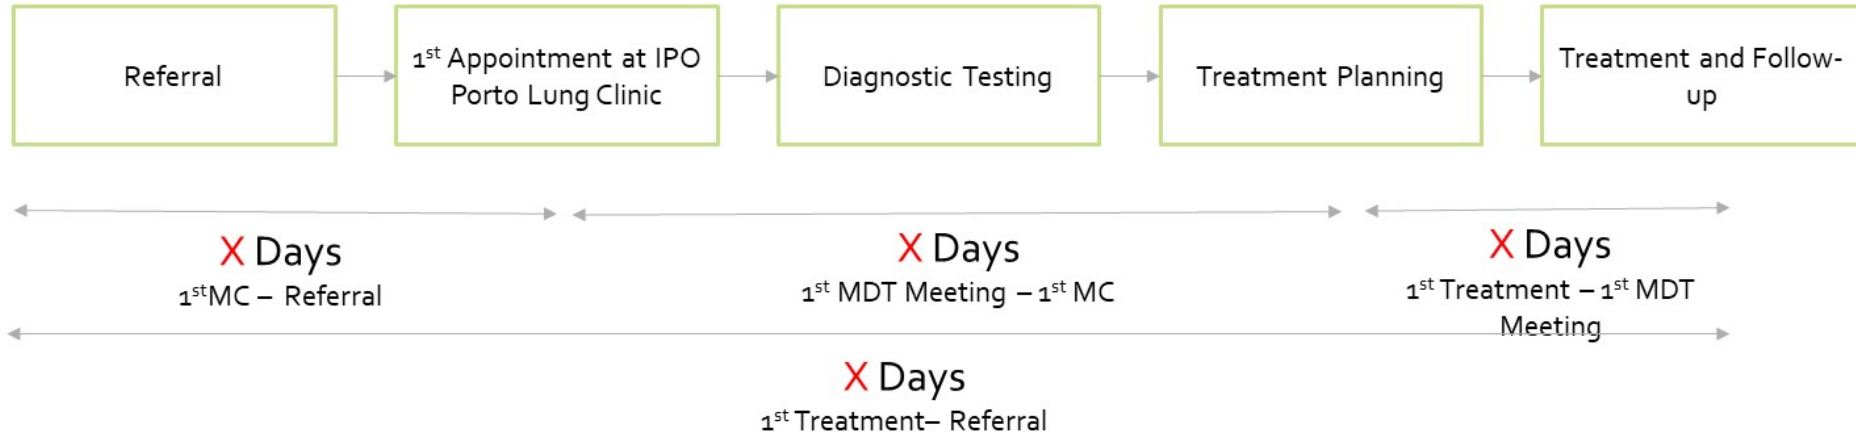 Referral
1st Appointment at IPO
Porto Lung Clinic
Diagnostic Testing
Treatment Planning
Treatment and Follow-
up
X Days
1stMC – Referral
X Days
1st MDT Meeting – 1st MC
X Days
1st Treatment – 1st MDT
Meeting
X Days
1st Treatment– Referral